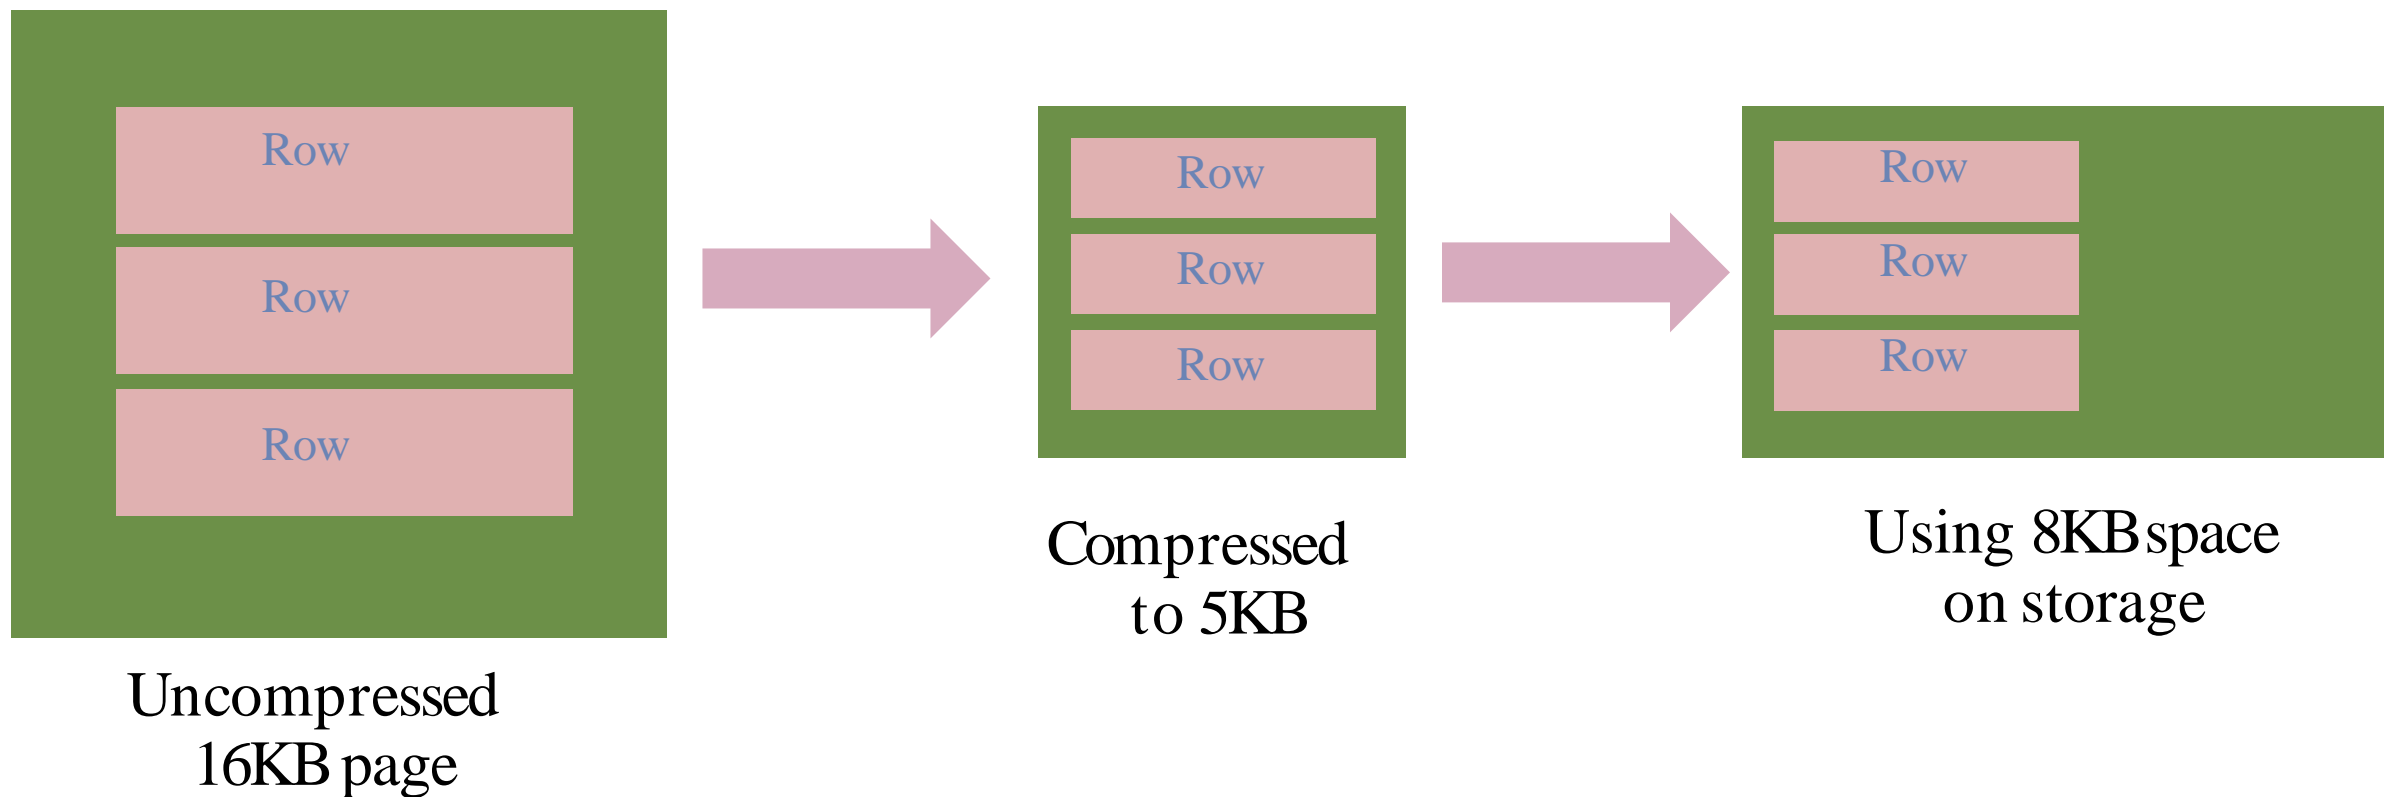 Row
Row
Row
Uncompressed
16KB page
Row
Row
Row
Compressed
to 5KB
Row
Row
Row
Using 8KB space
on storage